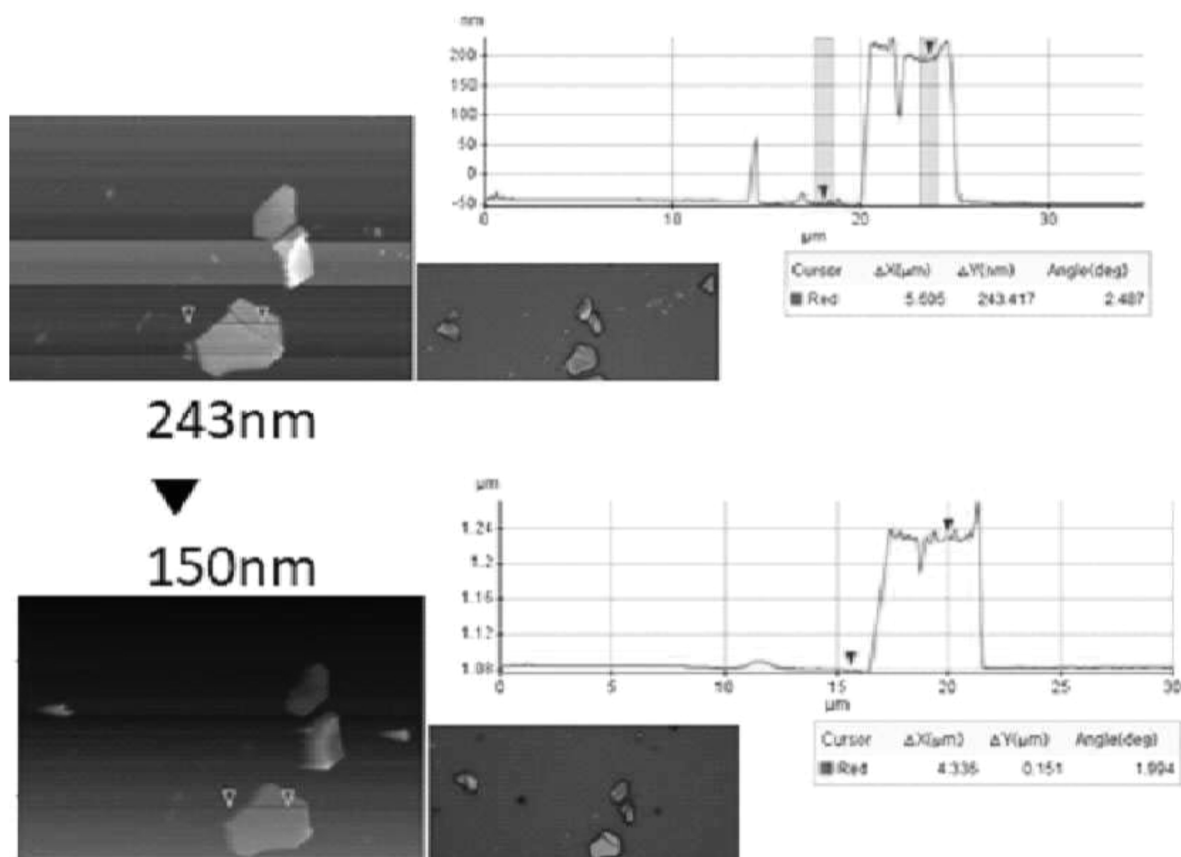 nm
200
150
100
50
0
-50
0 10 20 30
µm
Cursor ΔX(µm) ΔY(nm) Angle(deg)
Red 5.605 243.417 2.487
243nm
150nm
µm
1.24
1.2
1.16
1.12
1.08
0 5 10 15 20 25 30
µm
Cursor ΔX(µm) ΔY(µm) Angle(deg)
Red 4.335 0.151 1.994